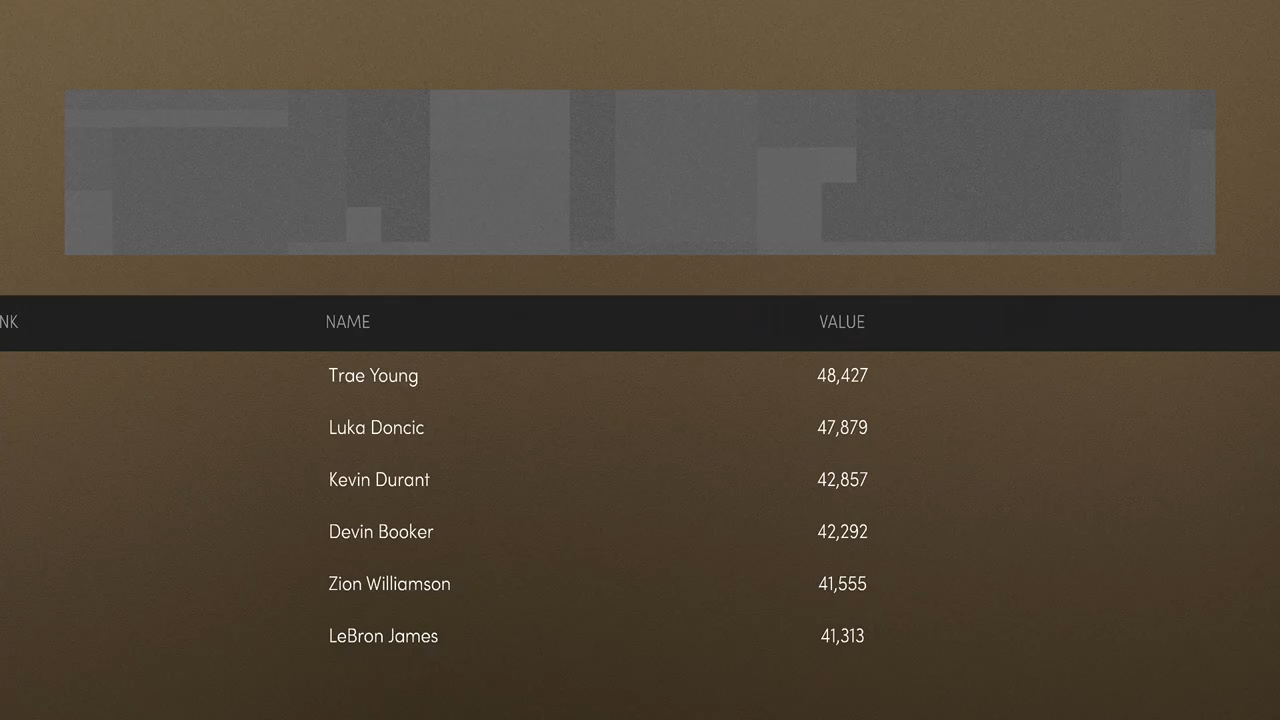 NK NAME VALUE
Trae Young 48,427
Luka Doncic 47,879
Kevin Durant 42,857
Devin Booker 42,292
Zion Williamson 41,555
LeBron James 41,313